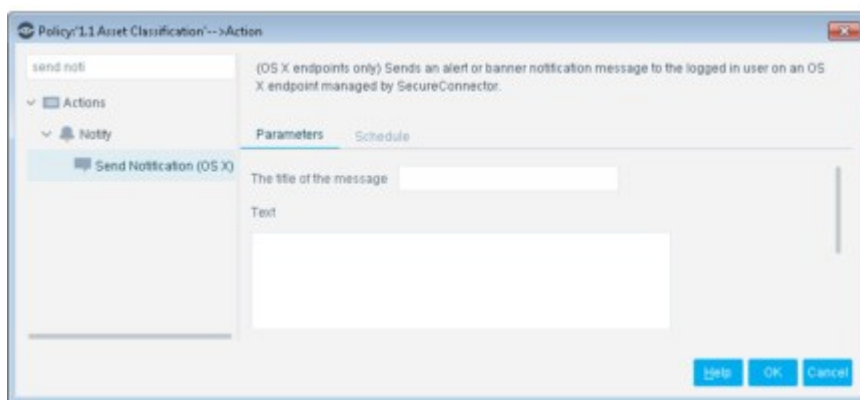 Policy:'1.1 Asset Classification'-->Action
send noti
(OS X endpoints only) Sends an alert or banner notification message to the logged in user on an OS
X endpoint managed by SecureConnector.
Actions
Notify
Send Notification (OS X)
Parameters
Schedule
The title of the message
Text
Help
OK
Cancel